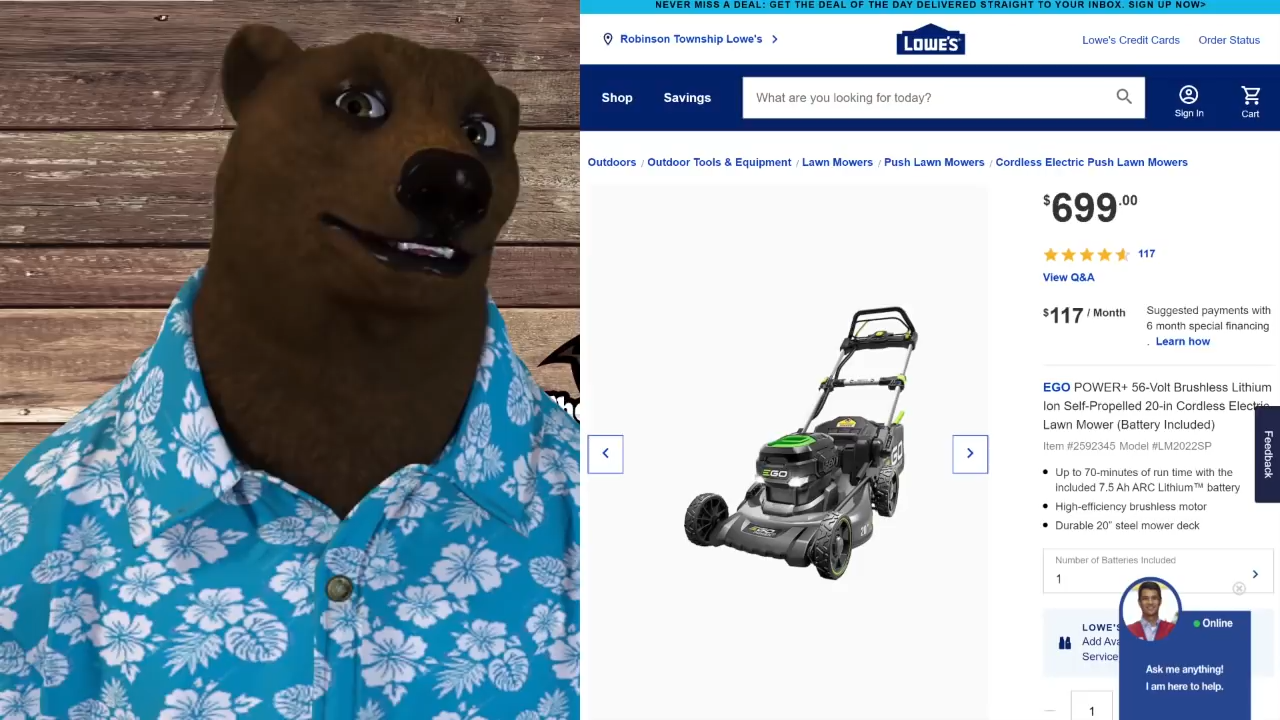 NEVER MISS A DEAL: GET THE DEAL OF THE DAY DELIVERED STRAIGHT TO YOUR INBOX. SIGN UP NOW>
Robinson Township Lowe's >
LOWE'S
Lowe's Credit Cards
Order Status
Shop
Savings
What are you looking for today?
Sign In
Cart
Outdoors / Outdoor Tools & Equipment / Lawn Mowers / Push Lawn Mowers / Cordless Electric Push Lawn Mowers
$699.00
117
View Q&A
$117 / Month
Suggested payments with
6 month special financing
. Learn how
EGO POWER+ 56-Volt Brushless Lithium
Ion Self-Propelled 20-in Cordless Electric
Lawn Mower (Battery Included)
Item #2592345 Model #LM2022SP
Up to 70-minutes of run time with the
included 7.5 Ah ARC Lithium™ battery
High-efficiency brushless motor
Durable 20" steel mower deck
Feedback
EGO
Number of Batteries Included
1
LOWE'S
Add
Service
Online
Ask me anything!
I am here to help.
1